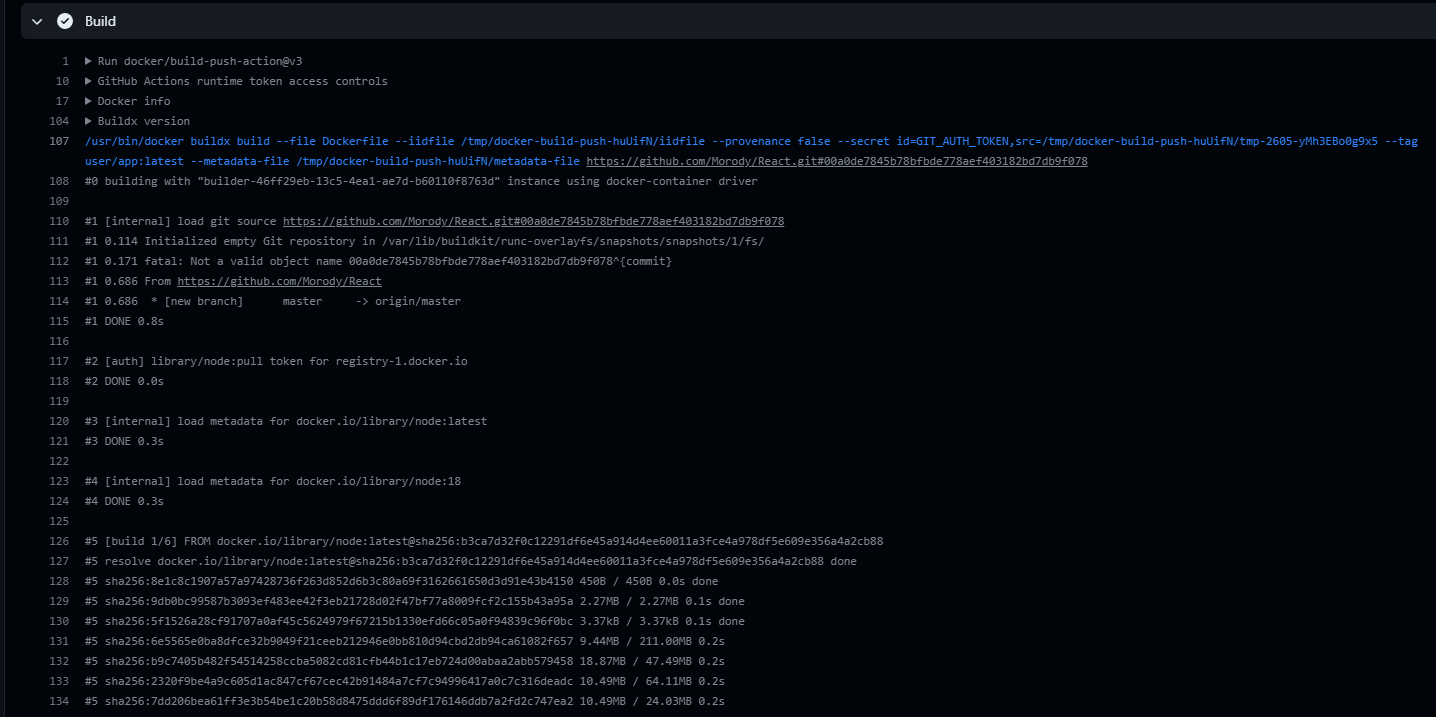 Build
1 ▶ Run docker/build-push-action@v3
10 ▶ GitHub Actions runtime token access controls
17 ▶ Docker info
104 ▶ Buildx version
107 /usr/bin/docker buildx build --file Dockerfile --iidfile /tmp/docker-build-push-huUifN/iidfile --provenance false --secret id=GIT_AUTH_TOKEN,src=/tmp/docker-build-push-huUifN/tmp-2605-yMh3EBo0g9x5 --tag
user/app:latest --metadata-file /tmp/docker-build-push-huUifN/metadata-file https://github.com/Morody/React.git#00a0de7845b78bfbde778aef403182bd7db9f078
108 #0 building with "builder-46ff29eb-13c5-4ea1-ae7d-b60110f8763d" instance using docker-container driver
109
110 #1 [internal] load git source https://github.com/Morody/React.git#00a0de7845b78bfbde778aef403182bd7db9f078
111 #1 0.114 Initialized empty Git repository in /var/lib/buildkit/runc-overlayfs/snapshots/snapshots/1/fs/
112 #1 0.171 fatal: Not a valid object name 00a0de7845b78bfbde778aef403182bd7db9f078^{commit}
113 #1 0.686 From https://github.com/Morody/React
114 #1 0.686  * [new branch]      master     -> origin/master
115 #1 DONE 0.8s
116
117 #2 [auth] library/node:pull token for registry-1.docker.io
118 #2 DONE 0.0s
119
120 #3 [internal] load metadata for docker.io/library/node:latest
121 #3 DONE 0.3s
122
123 #4 [internal] load metadata for docker.io/library/node:18
124 #4 DONE 0.3s
125
126 #5 [build 1/6] FROM docker.io/library/node:latest@sha256:b3ca7d32f0c12291df6e45a914d4ee60011a3fce4a978df5e609e356a4a2cb88
127 #5 resolve docker.io/library/node:latest@sha256:b3ca7d32f0c12291df6e45a914d4ee60011a3fce4a978df5e609e356a4a2cb88 done
128 #5 sha256:8e1c8c1907a57a97428736f263d852d6b3c80a69f3162661650d3d91e43b4150 450B / 450B 0.0s done
129 #5 sha256:9db0bc99587b3093ef483ee42f3eb21728d02f47bf77a8009fcf2c155b43a95a 2.27MB / 2.27MB 0.1s done
130 #5 sha256:5f1526a28cf91707a0af45c5624979f67215b1330efd66c05a0f94839c96f0bc 3.37kB / 3.37kB 0.1s done
131 #5 sha256:6e5565e0ba8dfce32b9049f21ceeb212946e0bb810d94cbd2db94ca61082f657 9.44MB / 211.00MB 0.2s
132 #5 sha256:b9c7405b482f54514258ccba5082cd81cfb44b1c17eb724d00abaa2abb579458 18.87MB / 47.49MB 0.2s
133 #5 sha256:2320f9be4a9c605d1ac847cf67cec42b91484a7cf7c94996417a0c7c316deadc 10.49MB / 64.11MB 0.2s
134 #5 sha256:7dd206bea61ff3e3b54be1c20b58d8475ddd6f89df176146ddb7a2fd2c747ea2 10.49MB / 24.03MB 0.2s